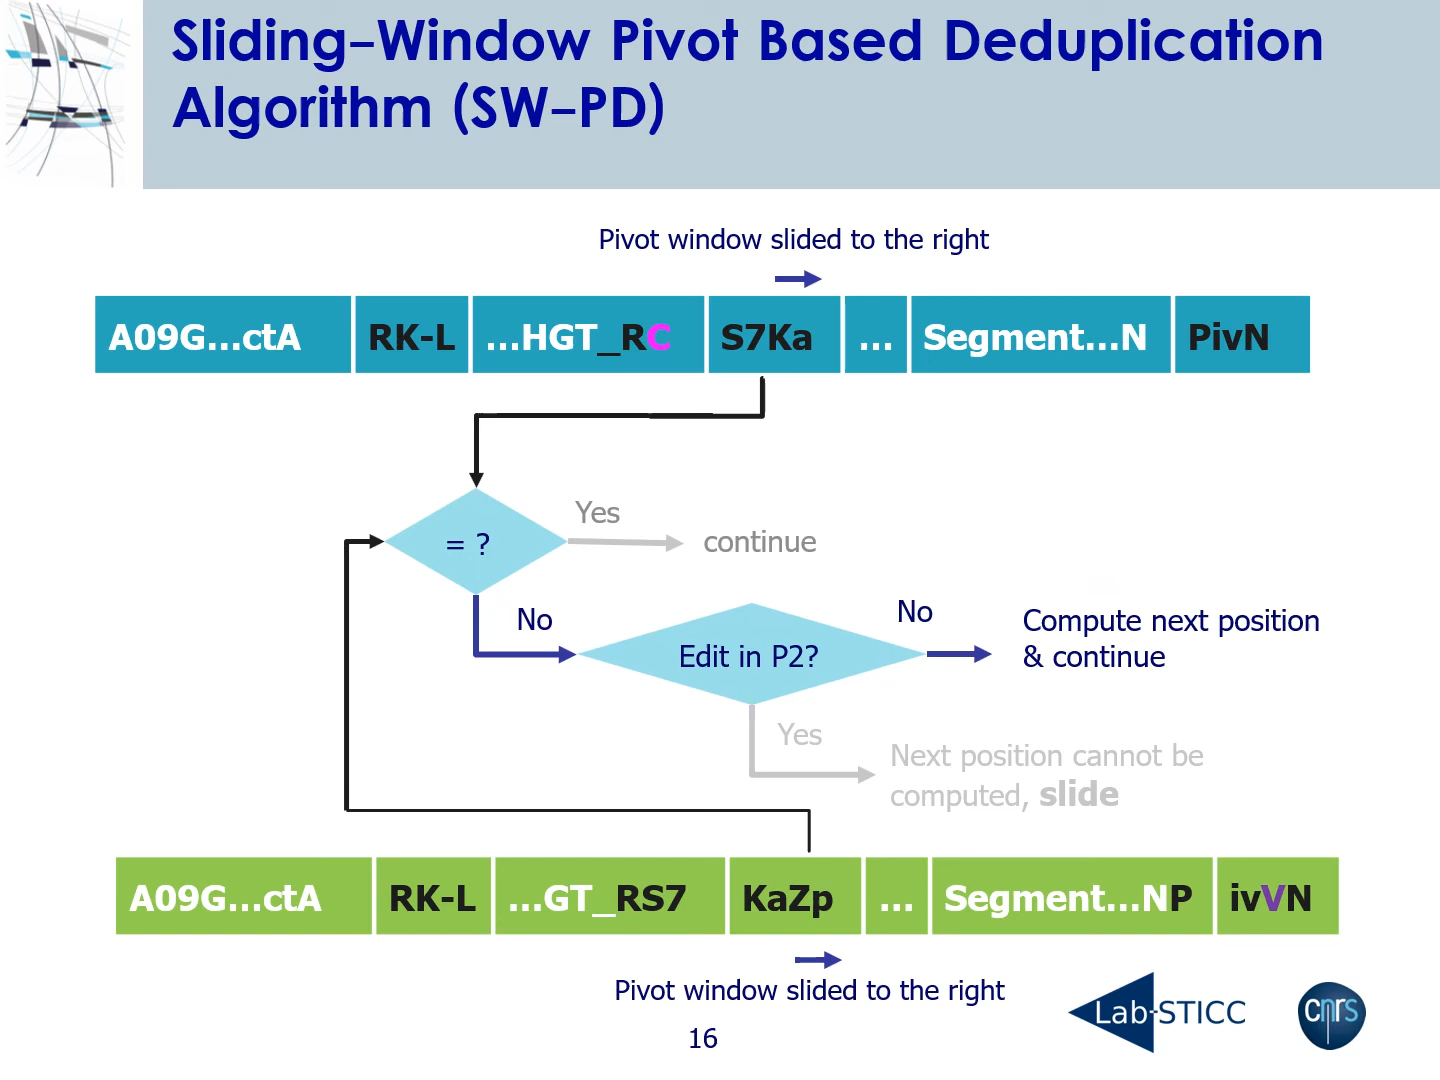 Sliding–Window Pivot Based Deduplication
Algorithm (SW–PD)
Pivot window slided to the right
A09G...ctA RK-L ...HGT_RC S7Ka ... Segment...N PivN
= ?
Yes
continue
No
Edit in P2?
No
Compute next position
& continue
Yes
Next position cannot be
computed, slide
A09G...ctA RK-L ...GT_RS7 KaZp ... Segment...NP ivVN
Pivot window slided to the right
Lab-STICC
cnrs
16